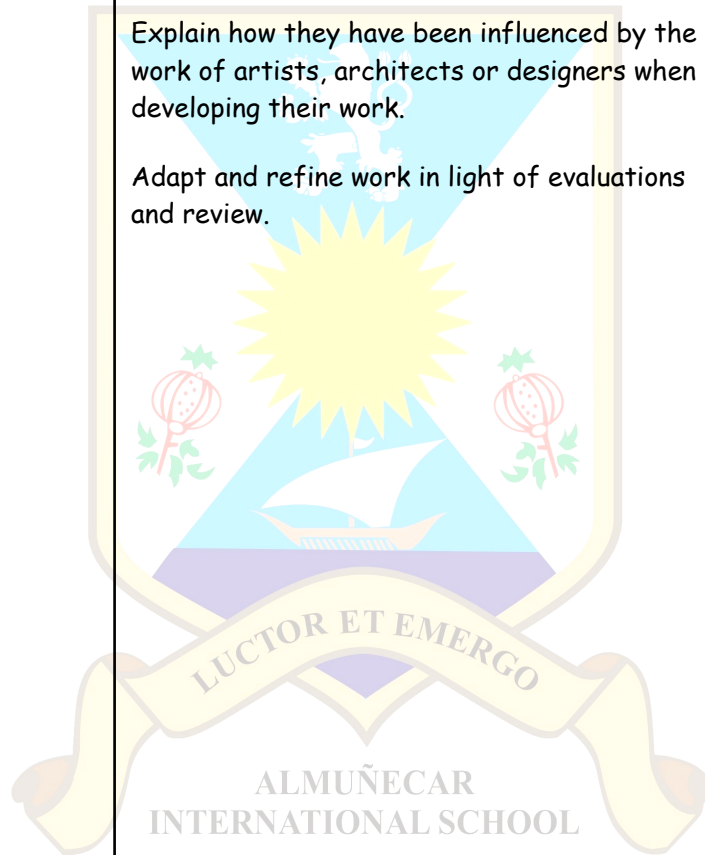 Explain how they have been influenced by the
work of artists, architects or designers when
developing their work.
Adapt and refine work in light of evaluations
and review.
LUCTOR ET EMERGO
ALMUÑECAR
INTERNATIONAL SCHOOL